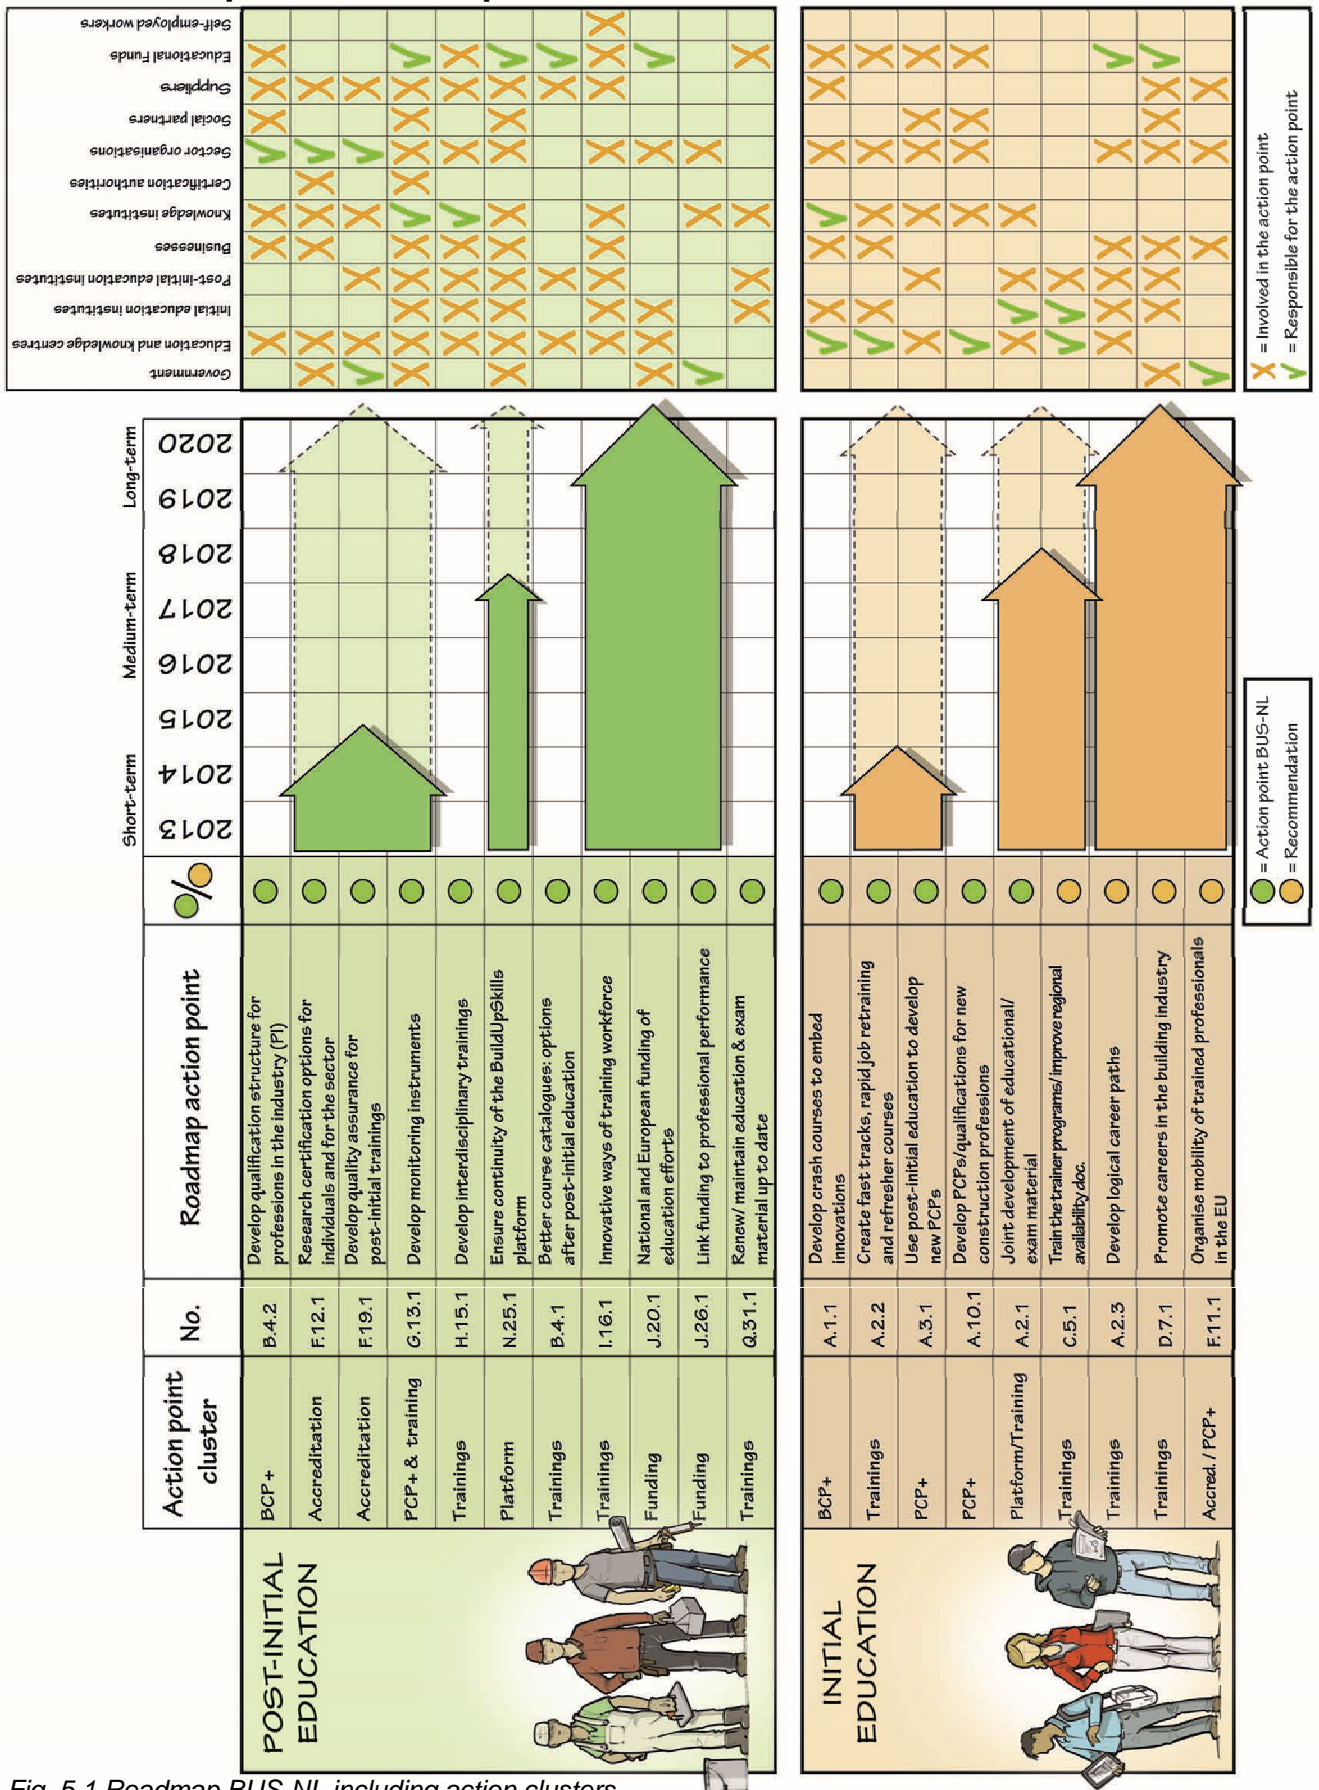 Action point
cluster
No.
Roadmap action point
/
Short-term
Medium-term
Long-term
2013
2014
2015
2016
2017
2018
2019
2020
Government
Education and knowledge centres
Initial education institutes
Post-initial education institutes
Businesses
Knowledge institutes
Certification authorities
Sector organisations
Social partners
Suppliers
Educational Funds
Self-employed workers
POST-INITIAL
EDUCATION
BCP+
B.4.2
Develop qualification structure for
professions in the industry (PI)
Accreditation
F.12.1
Research certification options for
individuals and for the sector
Accreditation
F.19.1
Develop quality assurance for
post-initial trainings
PCP+ & training
G.13.1
Develop monitoring instruments
Trainings
H.15.1
Develop interdisciplinary trainings
Platform
N.25.1
Ensure continuity of the BuildUpSkills
platform
Trainings
B.4.1
Better course catalogues: options
after post-initial education
Trainings
I.16.1
Innovative ways of training workforce
Funding
J.20.1
National and European funding of
education efforts
Funding
J.26.1
Link funding to professional performance
Trainings
Q.31.1
Renew/ maintain education & exam
material up to date
INITIAL
EDUCATION
BCP+
A.1.1
Develop crash courses to embed
innovations
Trainings
A.2.2
Create fast tracks, rapid job retraining
and refresher courses
PCP+
A.3.1
Use post-initial education to develop
new PCPs
PCP+
A.10.1
Develop PCPs/qualifications for new
construction professions
Platform/Training
A.2.1
Joint development of educational/
exam material
Trainings
C.5.1
Train the trainer programs/ improve regional
availability doc.
Trainings
A.2.3
Develop logical career paths
Trainings
D.7.1
Promote careers in the building industry
Accred. / PCP+
F.11.1
Organise mobility of trained professionals
in the EU
= Action point BUS-NL
= Recommendation
= Involved in the action point
= Responsible for the action point
Fig. 5.1 Roadmap BUS-NL including action clusters